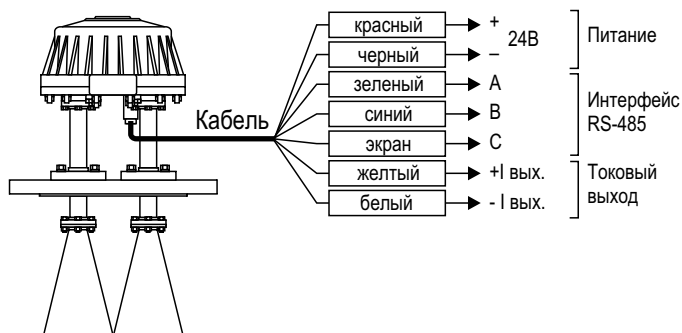 Кабель
красный + 24В Питание
черный –
зеленый A Интерфейс RS-485
синий B
экран C
желтый +I вых. Токовый выход
белый - I вых.